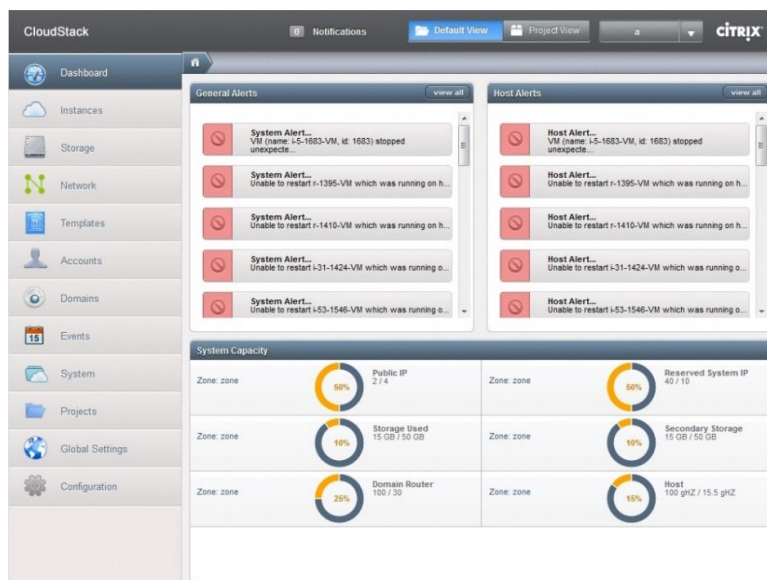 CloudStack
0 Notifications
Default View
Project View
a
CITRIX
Dashboard
Instances
Storage
Network
Templates
Accounts
Domains
15
Events
System
Projects
Global Settings
Configuration
General Alerts
view all
System Alert...
VM (name: i-5-1683-VM, id: 1683) stopped
unexpecte...
System Alert...
Unable to restart r-1395-VM which was running on h...
System Alert...
Unable to restart r-1410-VM which was running on h...
System Alert...
Unable to restart i-31-1424-VM which was running o...
System Alert...
Unable to restart i-53-1546-VM which was running o...
Host Alerts
view all
Host Alert...
VM (name: i-5-1683-VM, id: 1683) stopped
unexpecte...
Host Alert...
Unable to restart r-1395-VM which was running on h...
Host Alert...
Unable to restart r-1410-VM which was running on h...
Host Alert...
Unable to restart i-31-1424-VM which was running o...
Host Alert...
Unable to restart i-53-1546-VM which was running o...
System Capacity
Zone: zone
50%
Public IP
2 / 4
Zone: zone
50%
Reserved System IP
40 / 10
Zone: zone
10%
Storage Used
15 GB / 50 GB
Zone: zone
10%
Secondary Storage
15 GB / 50 GB
Zone: zone
25%
Domain Router
100 / 30
Zone: zone
15%
Host
100 gHZ / 15.5 gHZ